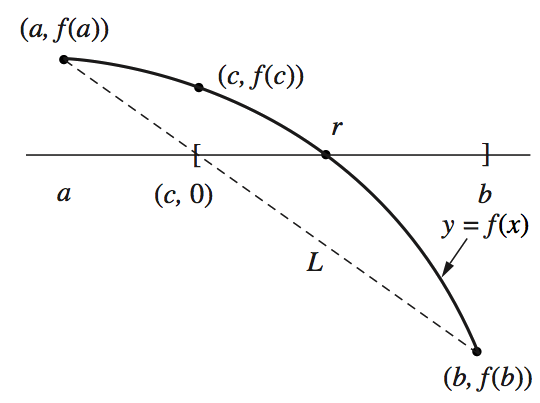 (a, f(a))
(c, f(c))
r
[
]
a
(c, 0)
b
y = f(x)
L
(b, f(b))